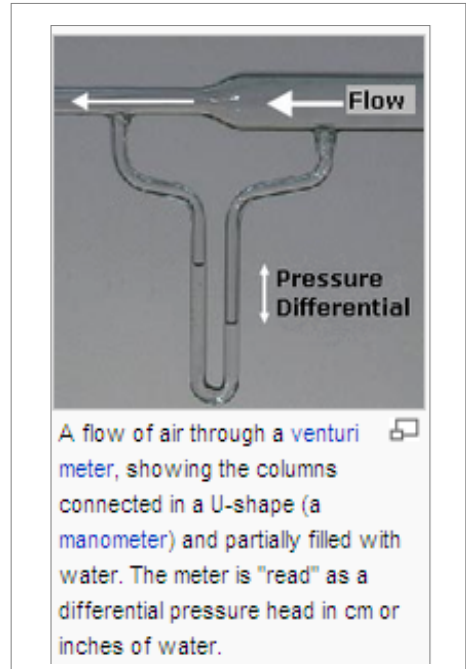 Flow
Pressure
Differential
A flow of air through a venturi
meter, showing the columns
connected in a U-shape (a
manometer) and partially filled with
water. The meter is "read" as a
differential pressure head in cm or
inches of water.